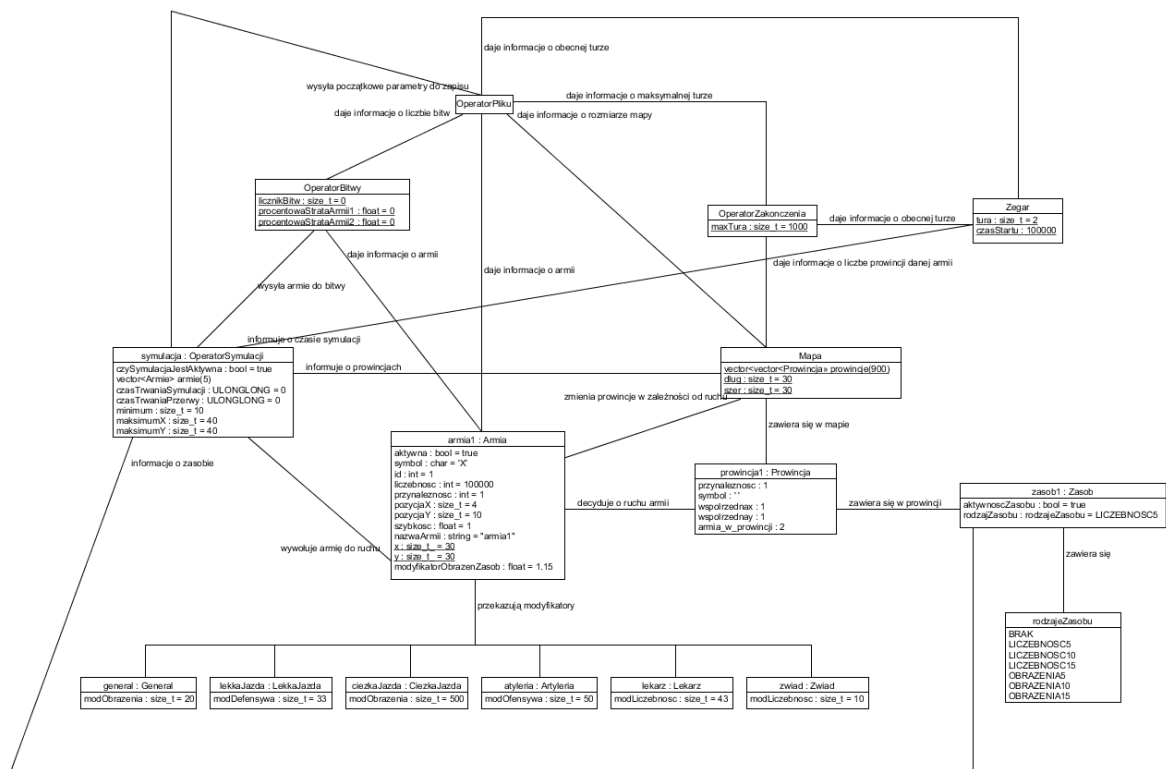 daje informacje o obecnej turze
wysyła początkowe parametry do zapisu
OperatorPliku
daje informacje o maksymalnej turze
daje informacje o liczbie bitw
daje informacje o rozmiarze mapy
OperatorBitwy
licznikBitw : size_t = 0
procentowaStrataArmii1 : float = 0
procentowaStrataArmii2 : float = 0
OperatorZakonczenia
maxTura : size_t = 1000
daje informacje o obecnej turze
Zegar
tura : size_t = 2
czasStartu : 100000
daje informacje o armii
wysyła armie do bitwy
daje informacje o armii
daje informacje o liczbe prowincji danej armii
informuje o czasie symulacji
symulacja : OperatorSymulacji
czySymulacjaJestAktywna : bool = true
vector<Armie> armie(5)
czasTrwaniaSymulacji : ULONGLONG = 0
czasTrwaniaPrzerwy : ULONGLONG = 0
minimum : size_t = 10
maksimumX : size_t = 40
maksimumY : size_t = 40
informuje o prowincjach
Mapa
vector<vector<Prowincja>> prowincje(900)
dlug : size_t = 30
szer : size_t = 30
zmienia prowincje w zależności od ruchu
zawiera się w mapie
informacje o zasobie
armia1 : Armia
aktywna : bool = true
symbol : char = 'X'
id : int = 1
liczebnosc : int = 100000
przynaleznosc : int = 1
pozycjaX : size_t = 4
pozycjaY : size_t = 10
szybkosc : float = 1
nazwaArmii : string = "armia1"
x : size_t_ = 30
y : size_t_ = 30
modyfikatorObrazenZasob : float = 1.15
decyduje o ruchu armii
prowincja1 : Prowincja
przynaleznosc : 1
symbol : ' '
wspolrzednax : 1
wspolrzednay : 1
armia_w_prowincji : 2
zawiera się w prowincji
zasob1 : Zasob
aktywnoscZasobu : bool = true
rodzajZasobu : rodzajeZasobu = LICZEBNOSC5
wywołuje armię do ruchu
zawiera się
przekazują modyfikatory
rodzajeZasobu
BRAK
LICZEBNOSC5
LICZEBNOSC10
LICZEBNOSC15
OBRAZENIA5
OBRAZENIA10
OBRAZENIA15
general : General
modObrazenia : size_t = 20
lekkaJazda : LekkaJazda
modDefensywa : size_t = 33
ciezkaJazda : CiezkaJazda
modObrazenia : size_t = 500
atyleria : Artyleria
modOfensywa : size_t = 50
lekarz : Lekarz
modLiczebnosc : size_t = 43
zwiad : Zwiad
modLiczebnosc : size_t = 10